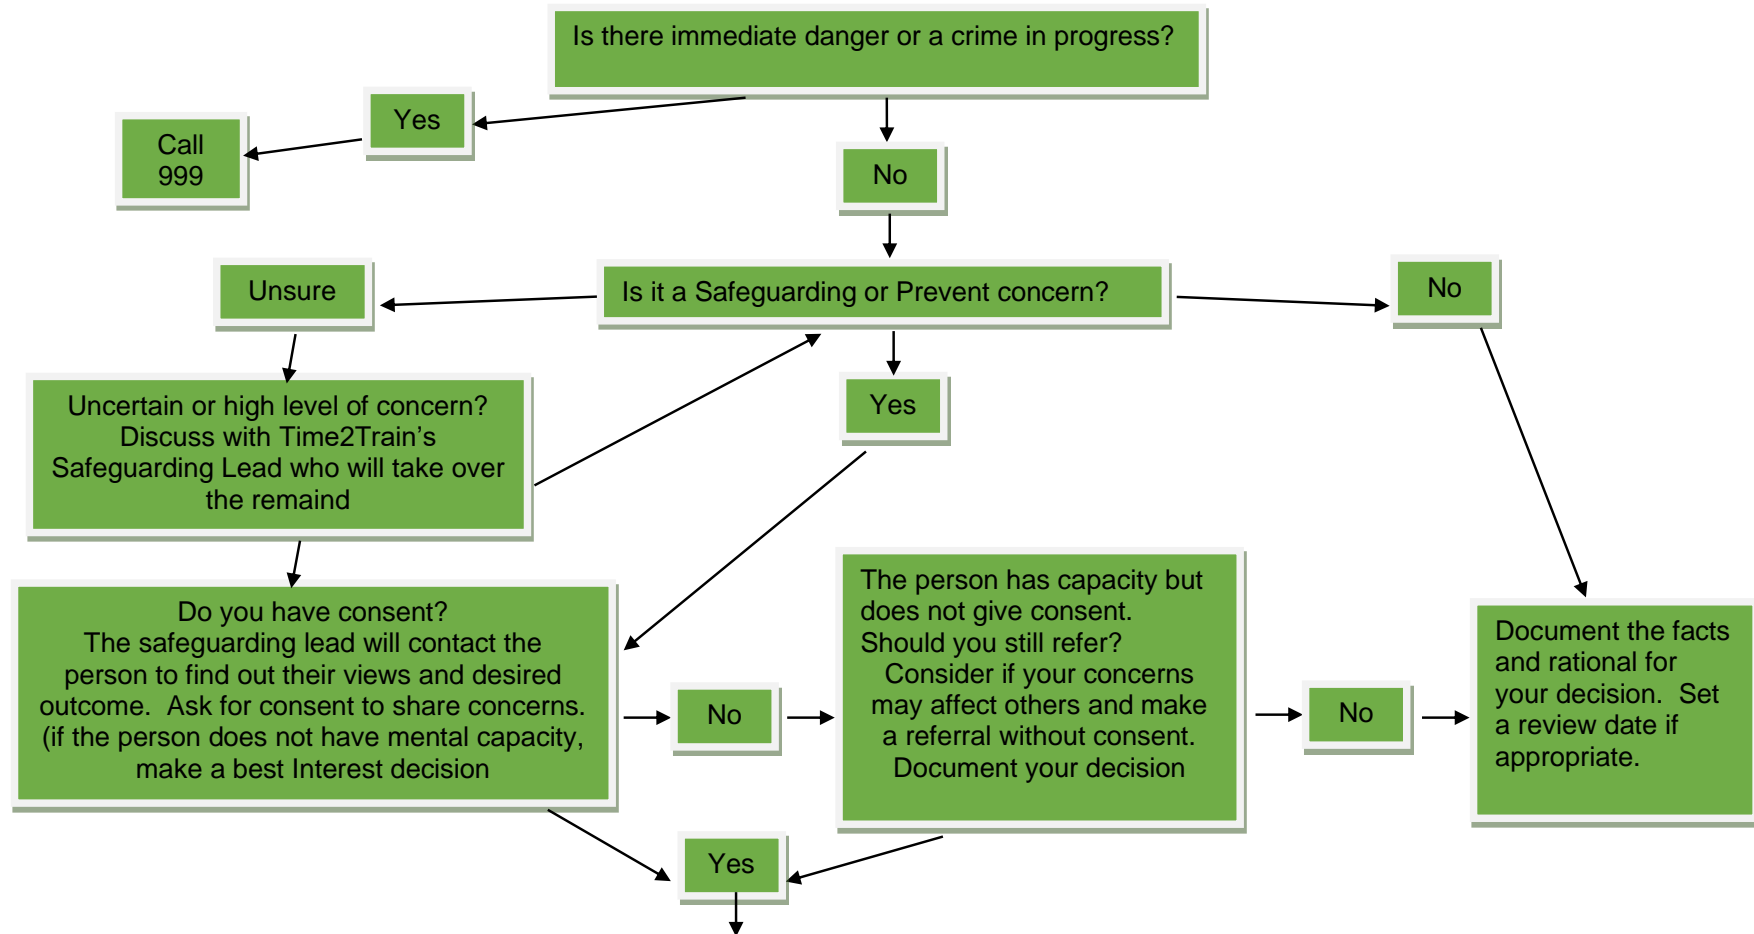 Is there immediate danger or a crime in progress?
Yes
Call
999
No
Unsure
Is it a Safeguarding or Prevent concern?
No
Uncertain or high level of concern?
Discuss with Time2Train’s
Safeguarding Lead who will take over
the remaind
Yes
Do you have consent?
The safeguarding lead will contact the
person to find out their views and desired
outcome.  Ask for consent to share concerns.
(if the person does not have mental capacity,
make a best Interest decision
No
The person has capacity but
does not give consent.
Should you still refer?
Consider if your concerns
may affect others and make
a referral without consent.
Document your decision
No
Document the facts
and rational for
your decision.  Set
a review date if
appropriate.
Yes